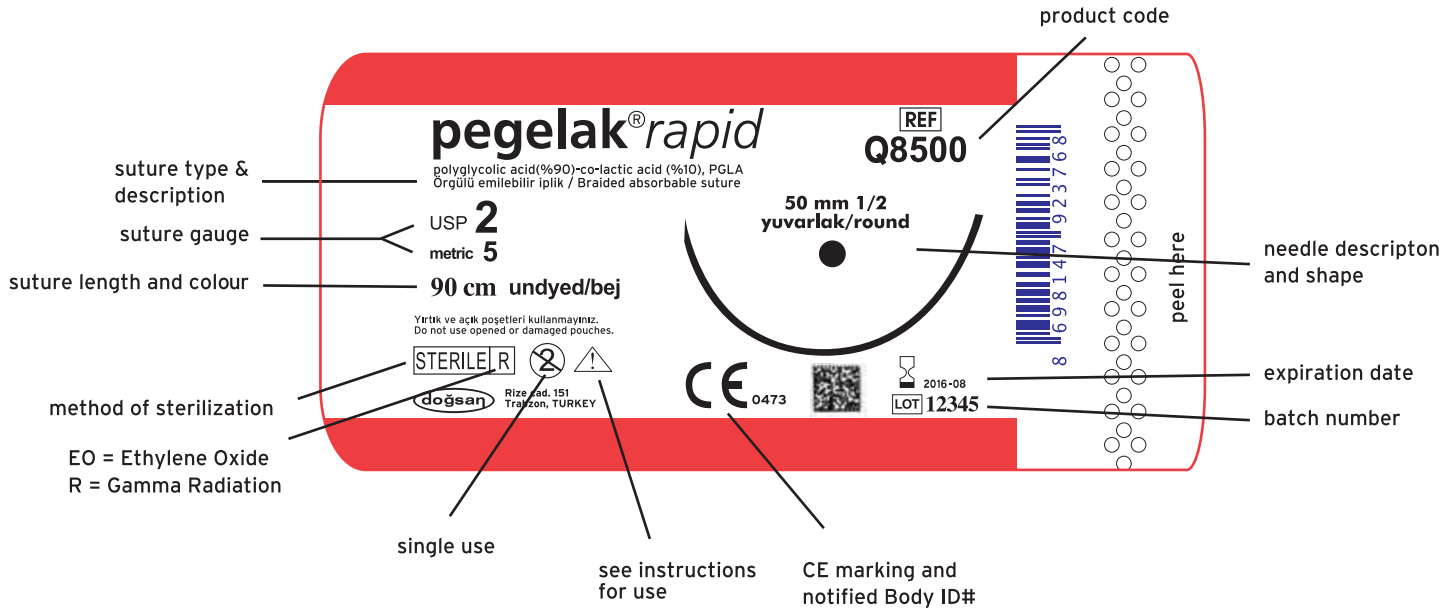 product code
pegelak® rapid
REF
Q8500
polyglycolic acid(%90)-co-lactic acid (%10), PGLA
Örgülü emilebilir iplik / Braided absorbable suture
suture type &
description
USP 2
metric 5
suture gauge
50 mm 1/2
yuvarlak/round
needle descripton
and shape
suture length and colour
90 cm undyed/bej
Yırtık ve açık poşetleri kullanmayınız.
Do not use opened or damaged pouches.
STERILE R
2
method of sterilization
EO = Ethylene Oxide
R = Gamma Radiation
doğsan
Rize cad. 151
Trabzon, TURKEY
single use
see instructions
for use
CE 0473
CE marking and
notified Body ID#
2016-08
expiration date
LOT 12345
batch number
8 698147 923768
peel here